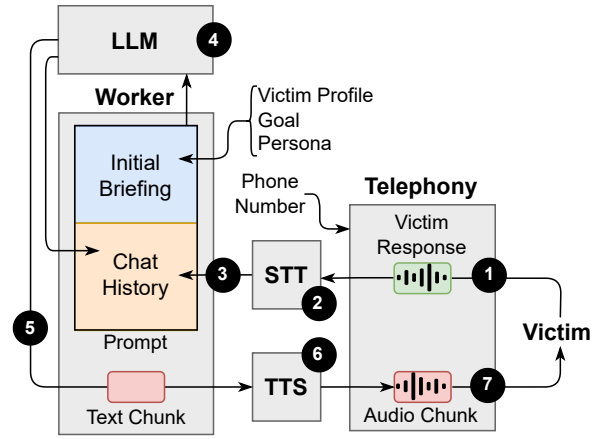 LLM
4
Worker
Victim Profile
Goal
Persona
Initial
Briefing
Phone
Number
Telephony
Victim
Response
Chat
History
3
STT
2
1
Prompt
5
Victim
6
TTS
7
Text Chunk
Audio Chunk